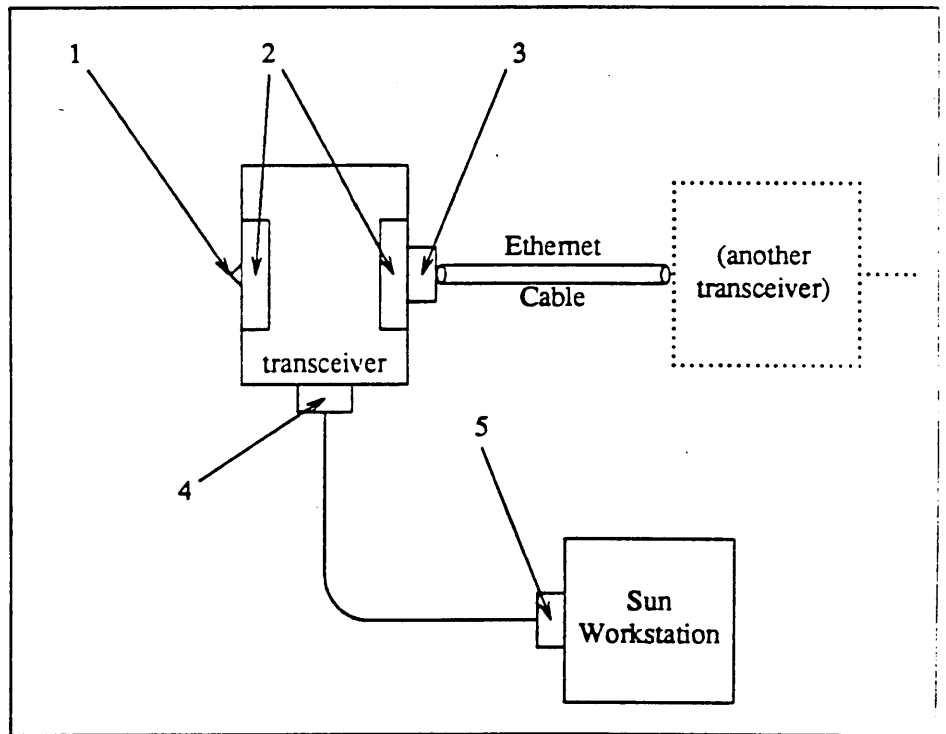 1
2
3
Ethernet
Cable
(another
transceiver)
transceiver
4
5
Sun
Workstation